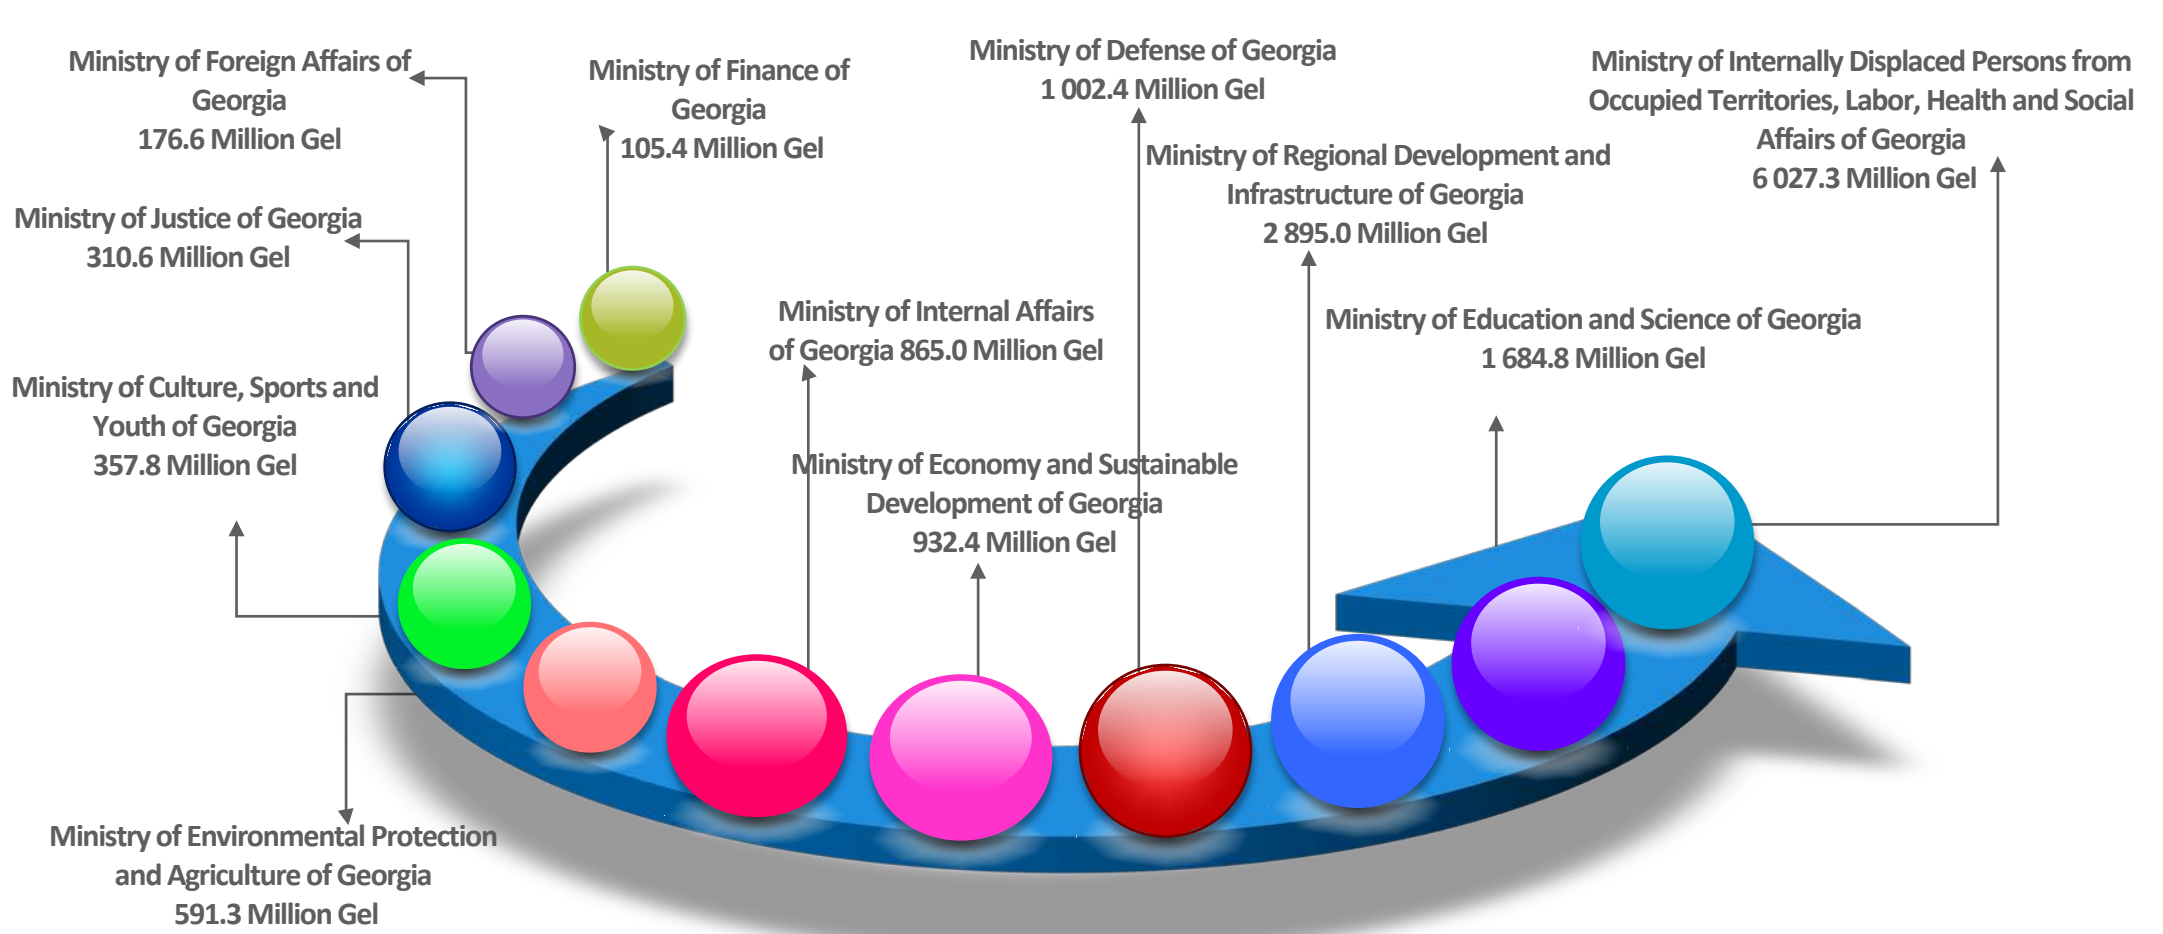 Ministry of Foreign Affairs of
Georgia
176.6 Million Gel
Ministry of Finance of
Georgia
105.4 Million Gel
Ministry of Defense of Georgia
1 002.4 Million Gel
Ministry of Internally Displaced Persons from
Occupied Territories, Labor, Health and Social
Affairs of Georgia
6 027.3 Million Gel
Ministry of Regional Development and
Infrastructure of Georgia
2 895.0 Million Gel
Ministry of Justice of Georgia
310.6 Million Gel
Ministry of Internal Affairs
of Georgia 865.0 Million Gel
Ministry of Education and Science of Georgia
1 684.8 Million Gel
Ministry of Culture, Sports and
Youth of Georgia
357.8 Million Gel
Ministry of Economy and Sustainable
Development of Georgia
932.4 Million Gel
Ministry of Environmental Protection
and Agriculture of Georgia
591.3 Million Gel